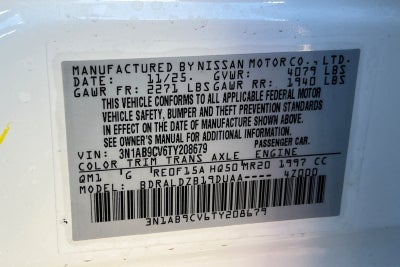 MANUFACTURED BY NISSAN MOTOR CO., LTD.
DATE: 11/25. GVWR: 4079 LBS
GAWR FR: 2271 LBS GAWR RR: 1940 LBS
THIS VEHICLE CONFORMS TO ALL APPLICABLE FEDERAL MOTOR
VEHICLE SAFETY, BUMPER AND THEFT PREVENTION
STANDARDS IN EFFECT ON THE DATE OF MANUFACTURE SHOWN ABOVE.
SEE OWNER'S MANUAL FOR ADDITIONAL INFORMATION.
PASSENGER CAR
VIN: 3N1AB9CV6TY208679
COLOR TRIM TRANS AXLE ENGINE
QM1 G RE0F15A HQ50 MR20 1997 CC
MODEL: BDRALDZB19DUAA---- 4Z000
3N1AB9CV6TY208679